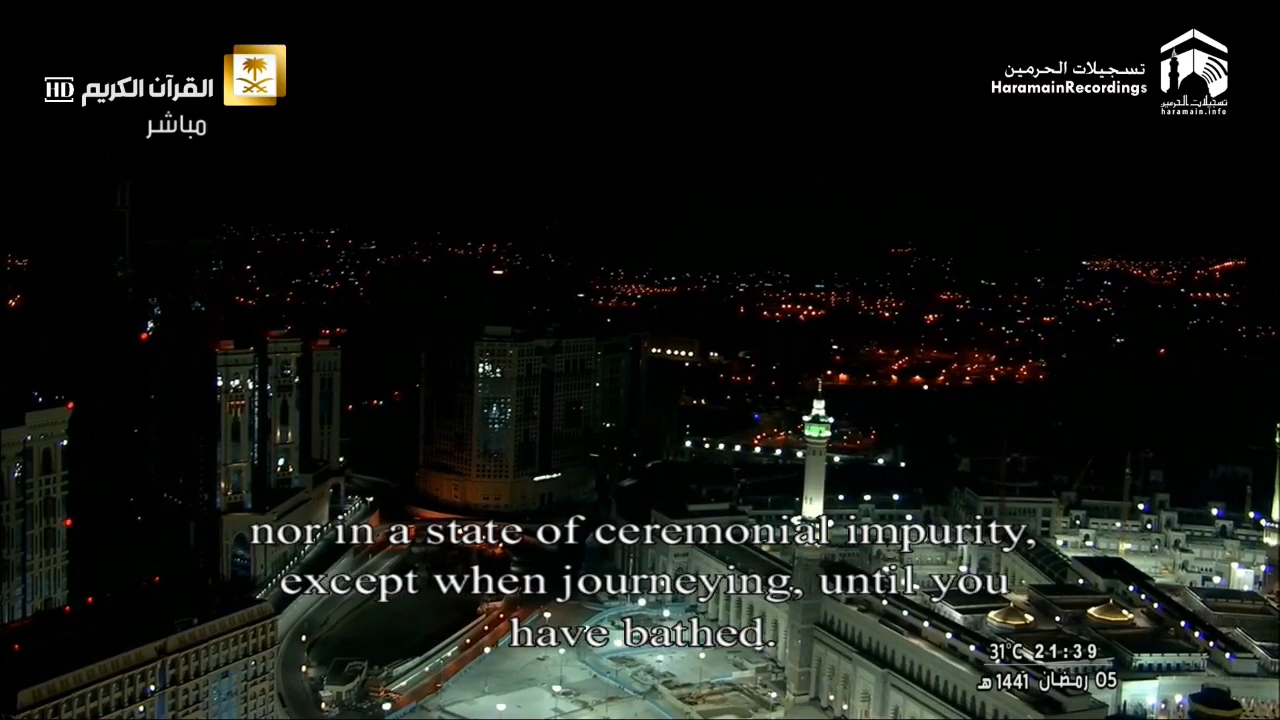 القرآن الكريم HD
مباشر
تسجيلات الحرمين
HaramainRecordings
تسجيلات الحرمين
haramain.info
nor in a state of ceremonial impurity,
except when journeying, until you
have bathed.
31°C 21:39
05 رمضان 1441 هـ